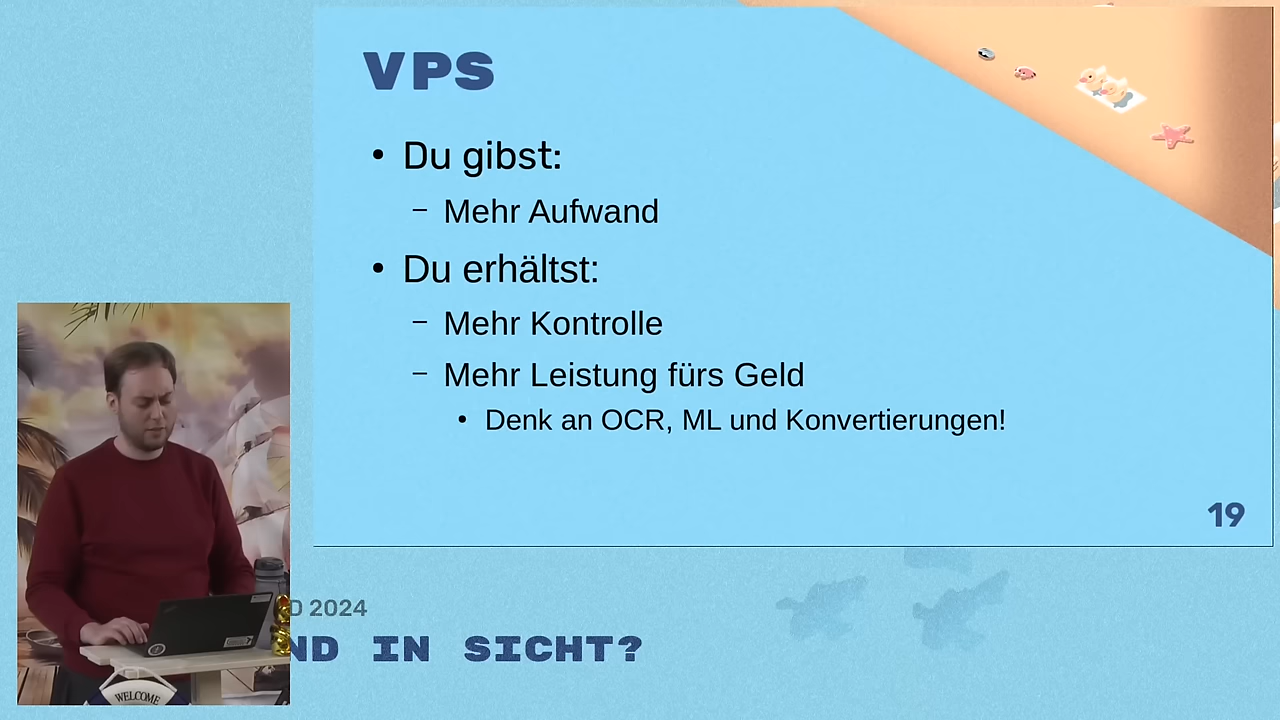 VPS
• Du gibst:
– Mehr Aufwand
• Du erhältst:
– Mehr Kontrolle
– Mehr Leistung fürs Geld
• Denk an OCR, ML und Konvertierungen!
19
2024
ND IN SICHT?
WELCOME